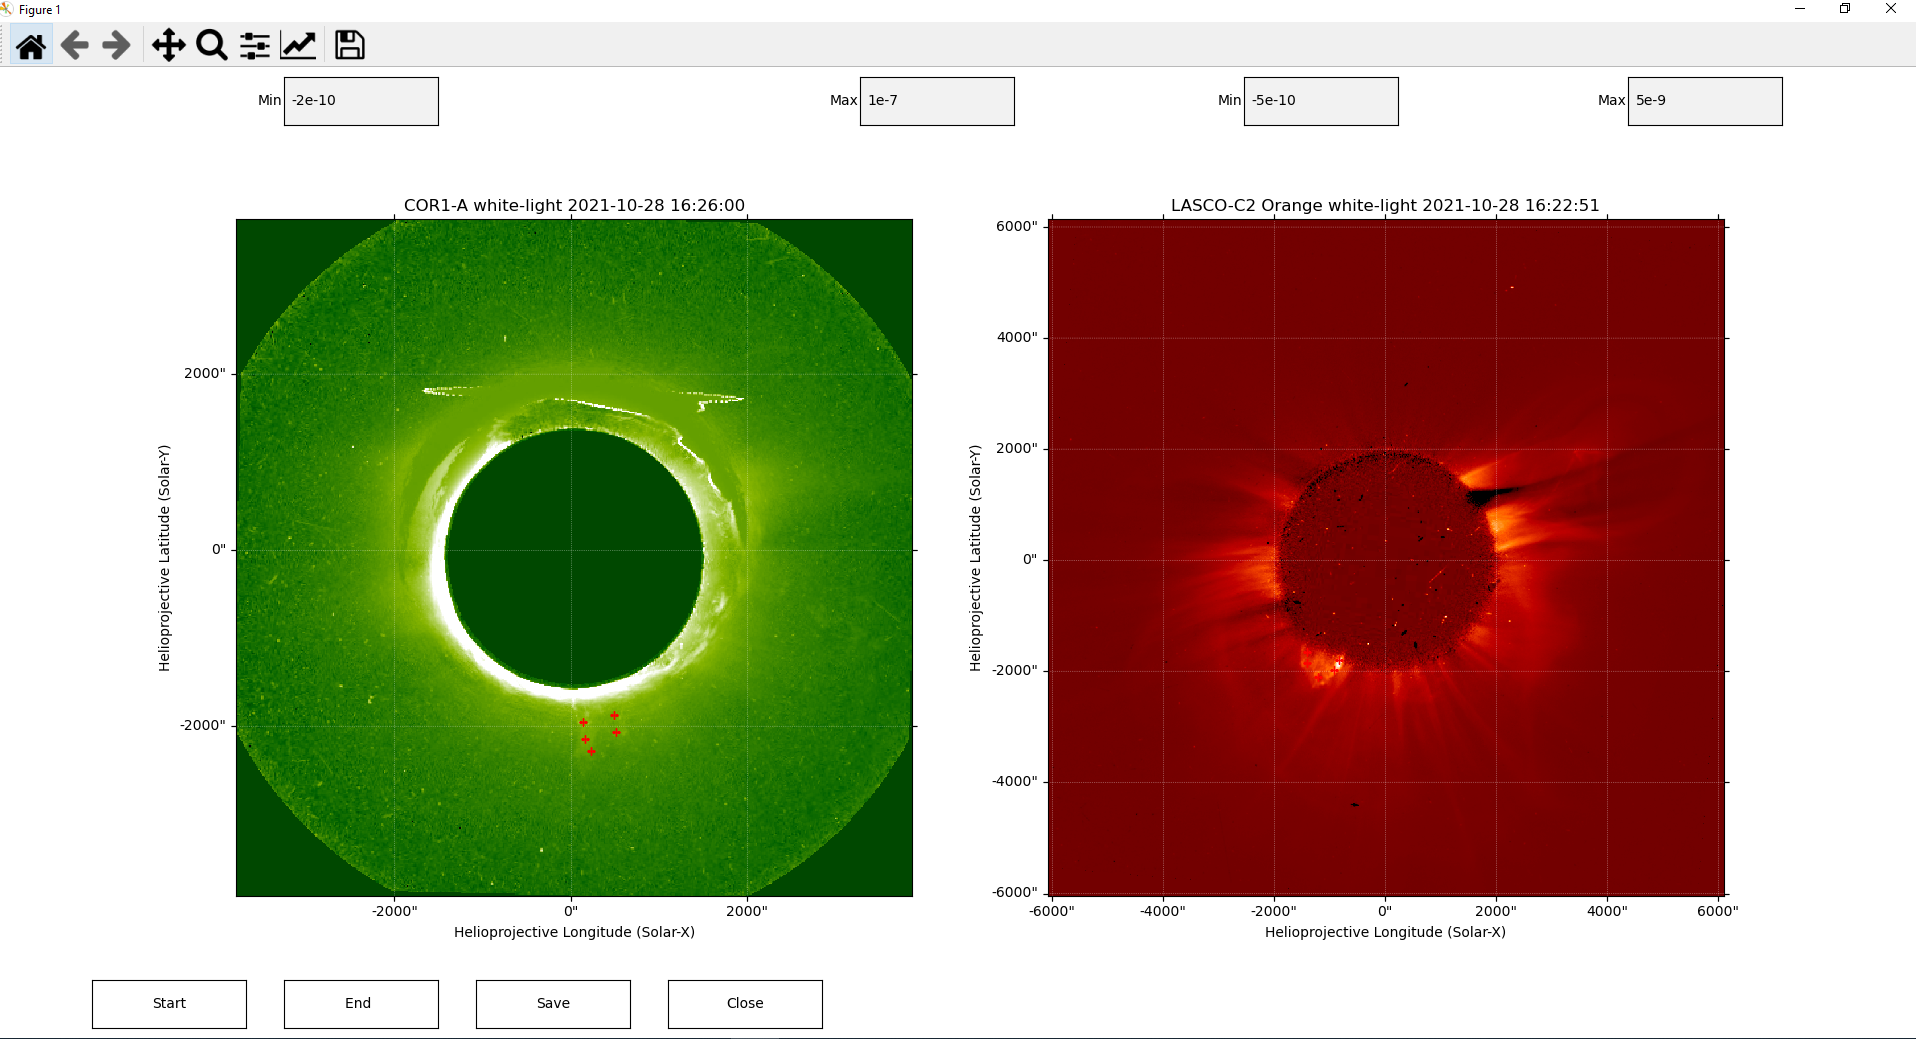 Figure 1
Min -2e-10
Max 1e-7
Min -5e-10
Max 5e-9
COR1-A white-light 2021-10-28 16:26:00
2000"
0"
-2000"
-2000" 0" 2000"
Helioprojective Latitude (Solar-Y)
Helioprojective Longitude (Solar-X)
LASCO-C2 Orange white-light 2021-10-28 16:22:51
6000"
4000"
2000"
0"
-2000"
-4000"
-6000"
-6000" -4000" -2000" 0" 2000" 4000" 6000"
Helioprojective Latitude (Solar-Y)
Helioprojective Longitude (Solar-X)
Start
End
Save
Close